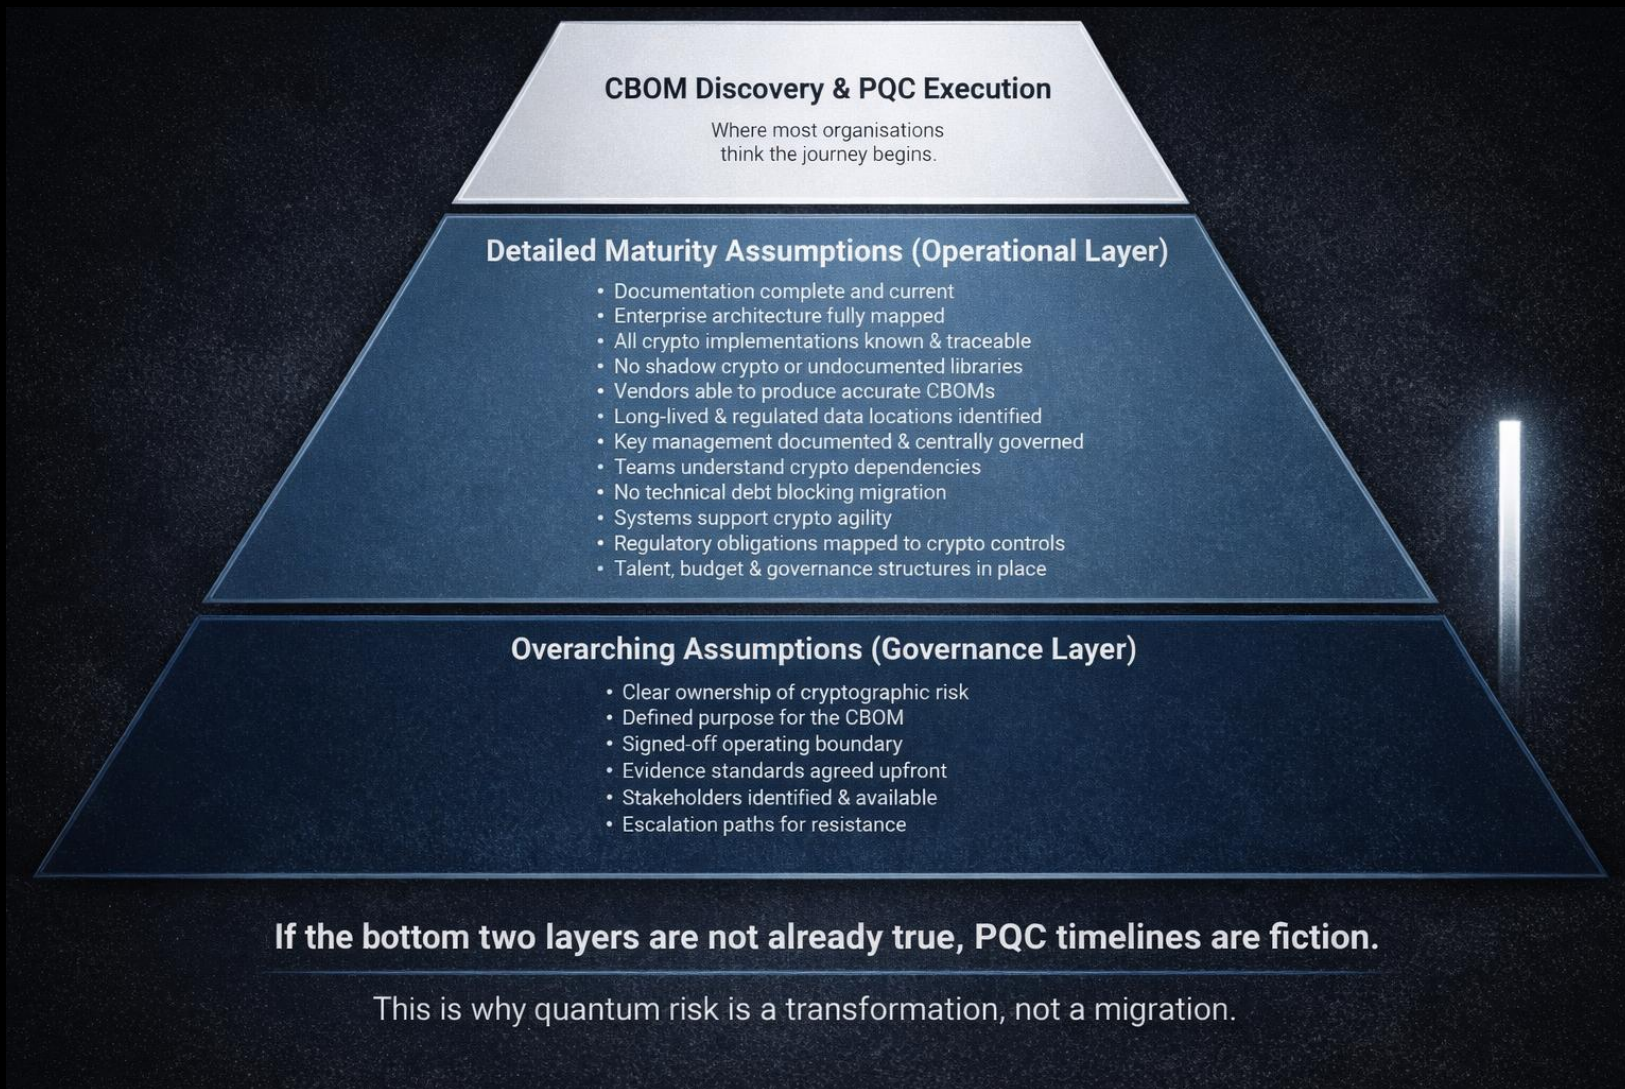 CBOM Discovery & PQC Execution
Where most organisations
think the journey begins.
Detailed Maturity Assumptions (Operational Layer)
• Documentation complete and current
• Enterprise architecture fully mapped
• All crypto implementations known & traceable
• No shadow crypto or undocumented libraries
• Vendors able to produce accurate CBOMs
• Long-lived & regulated data locations identified
• Key management documented & centrally governed
• Teams understand crypto dependencies
• No technical debt blocking migration
• Systems support crypto agility
• Regulatory obligations mapped to crypto controls
• Talent, budget & governance structures in place
Overarching Assumptions (Governance Layer)
• Clear ownership of cryptographic risk
• Defined purpose for the CBOM
• Signed-off operating boundary
• Evidence standards agreed upfront
• Stakeholders identified & available
• Escalation paths for resistance
If the bottom two layers are not already true, PQC timelines are fiction.
This is why quantum risk is a transformation, not a migration.